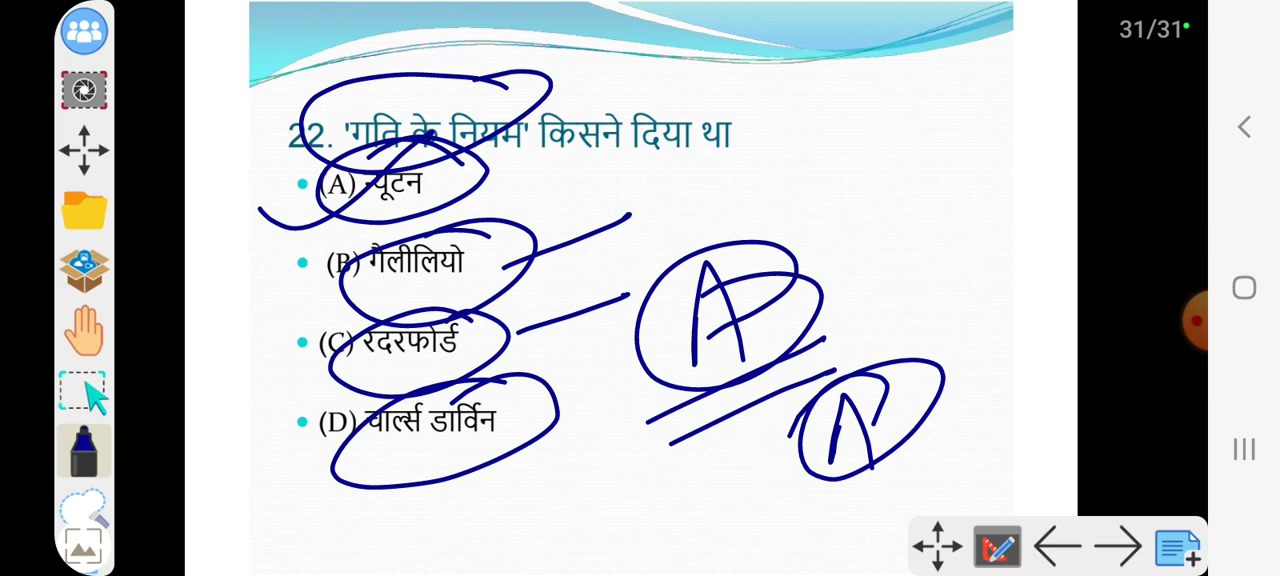 31/31
22. 'गति के नियम' किसने दिया था
(A) न्यूटन
(B) गैलीलियो
(C) रदरफोर्ड
(D) चार्ल्स डार्विन
A
A